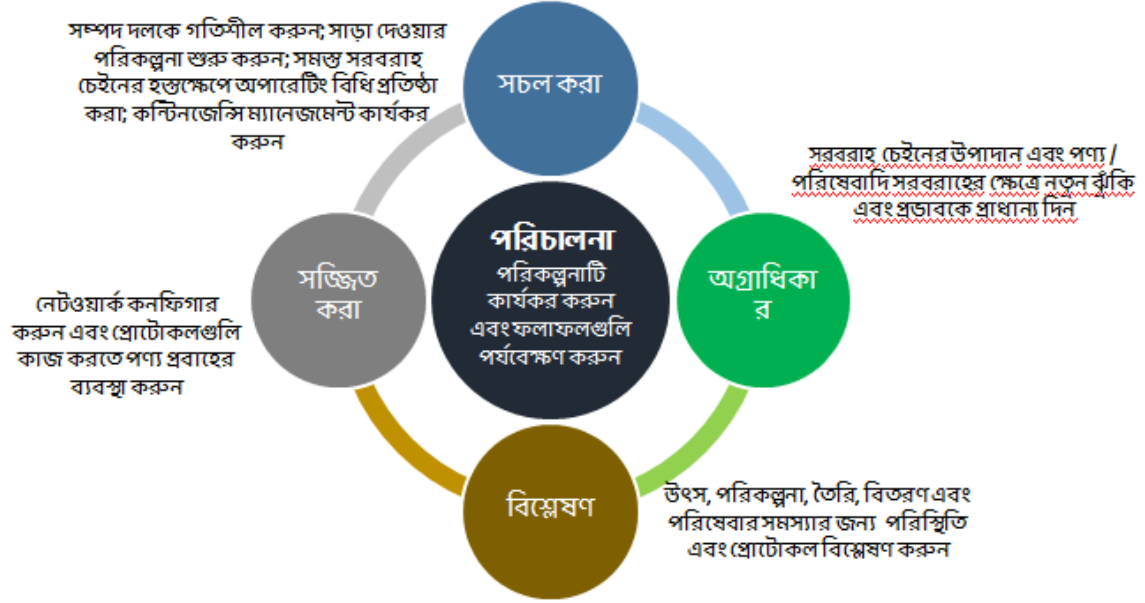 সম্পদ দলকে গতিশীল করুন; সাড়া দেওয়ার
পরিকল্পনা শুরু করুন; সমস্ত সরবরাহ
চেইনের হস্তক্ষেপে অপারেটিং বিধি প্রতিষ্ঠা
করা; কন্টিনজেন্সি ম্যানেজমেন্ট কার্যকর
করুন
সচল করা
সরবরাহ চেইনের উপাদান এবং পণ্য /
পরিষেবাদি সরবরাহের ক্ষেত্রে নতুন ঝুঁকি
এবং প্রভাবকে প্রাধান্য দিন
অগ্রাধিকা
র
পরিচালনা
পরিকল্পনাটি
কার্যকর করুন
এবং ফলাফলগুলি
পর্যবেক্ষণ করুন
সজ্জিত
করা
নেটওয়ার্ক কনফিগার
করুন এবং প্রোটোকলগুলি
কাজ করতে পণ্য প্রবাহের
ব্যবস্থা করুন
বিশ্লেষণ
উৎস, পরিকল্পনা, তৈরি, বিতরণ এবং
পরিষেবার সমস্যার জন্য পরিস্থিতি
এবং প্রোটোকল বিশ্লেষণ করুন